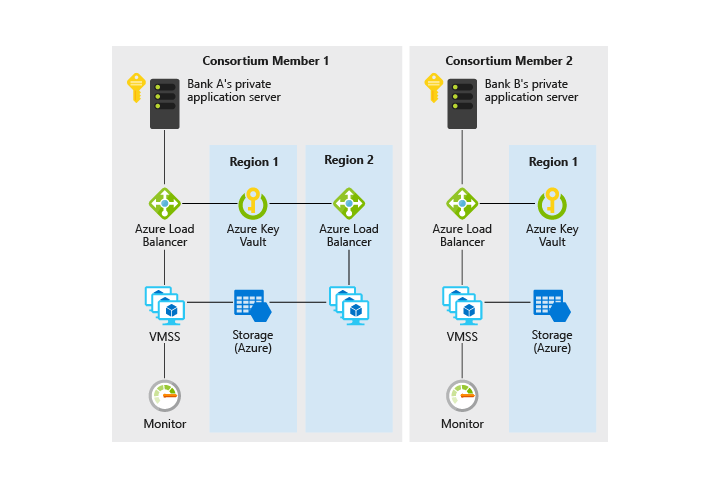 Consortium Member 1
Bank A's private
application server
Region 1
Region 2
Azure Load
Balancer
Azure Key
Vault
Azure Load
Balancer
VMSS
Storage
(Azure)
Monitor
Consortium Member 2
Bank B's private
application server
Region 1
Azure Load
Balancer
Azure Key
Vault
VMSS
Storage
(Azure)
Monitor